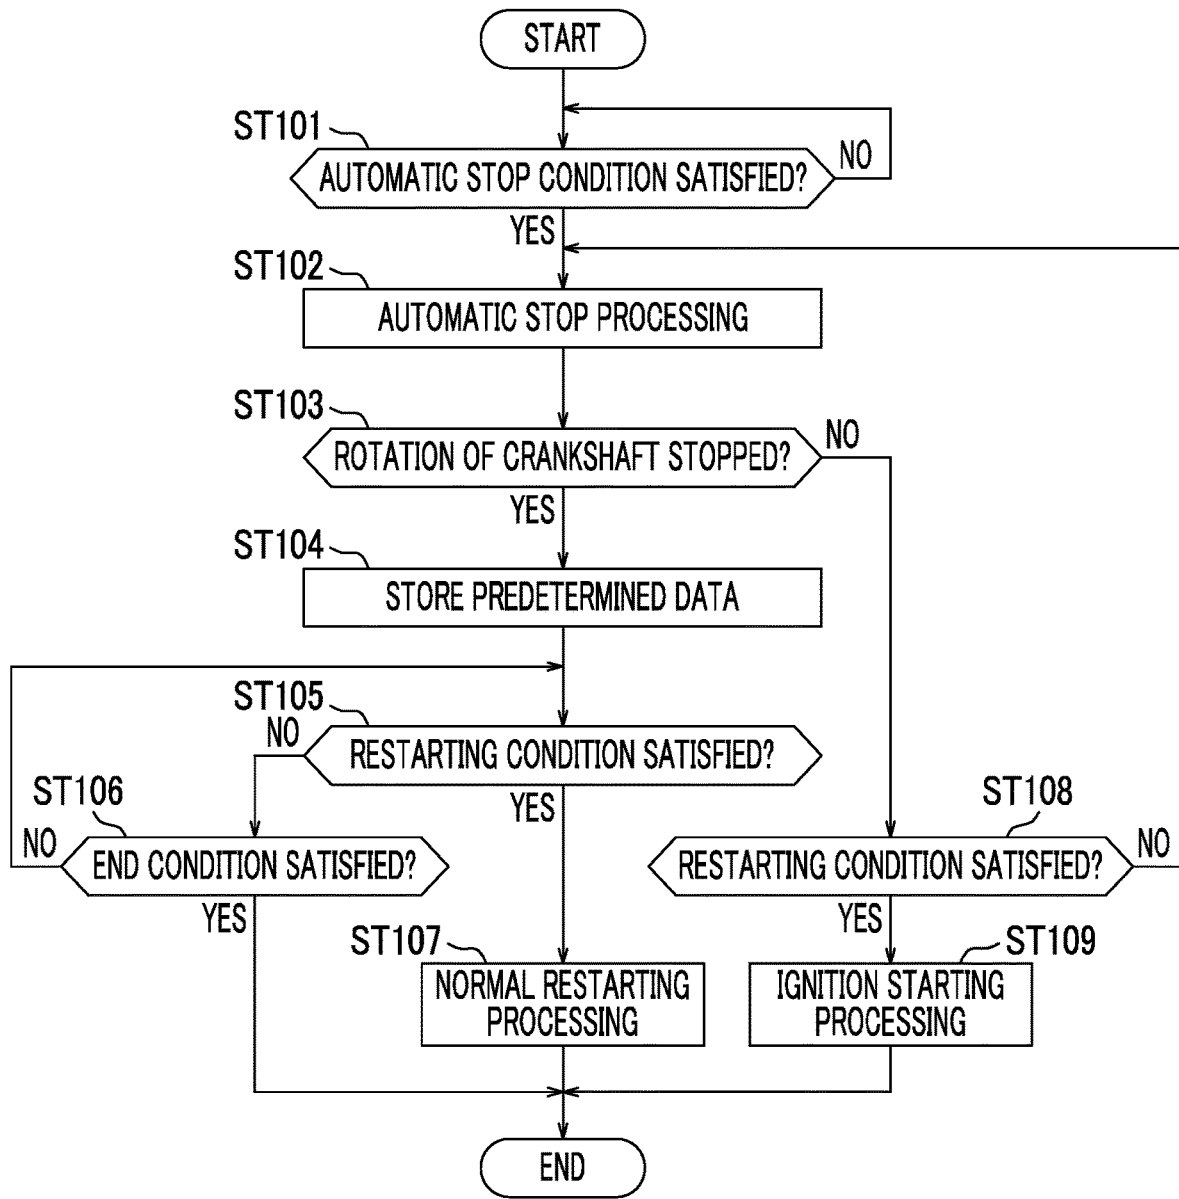 START
ST101
AUTOMATIC STOP CONDITION SATISFIED?
NO
YES
ST102
AUTOMATIC STOP PROCESSING
ST103
ROTATION OF CRANKSHAFT STOPPED?
NO
YES
ST104
STORE PREDETERMINED DATA
ST105
NO
RESTARTING CONDITION SATISFIED?
YES
ST106
NO
END CONDITION SATISFIED?
YES
ST108
RESTARTING CONDITION SATISFIED?
NO
YES
ST107
NORMAL RESTARTING
PROCESSING
ST109
IGNITION STARTING
PROCESSING
END